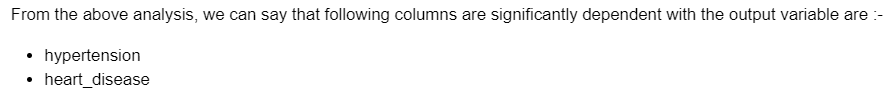 From the above analysis, we can say that following columns are significantly dependent with the output variable are :-
• hypertension
• heart_disease